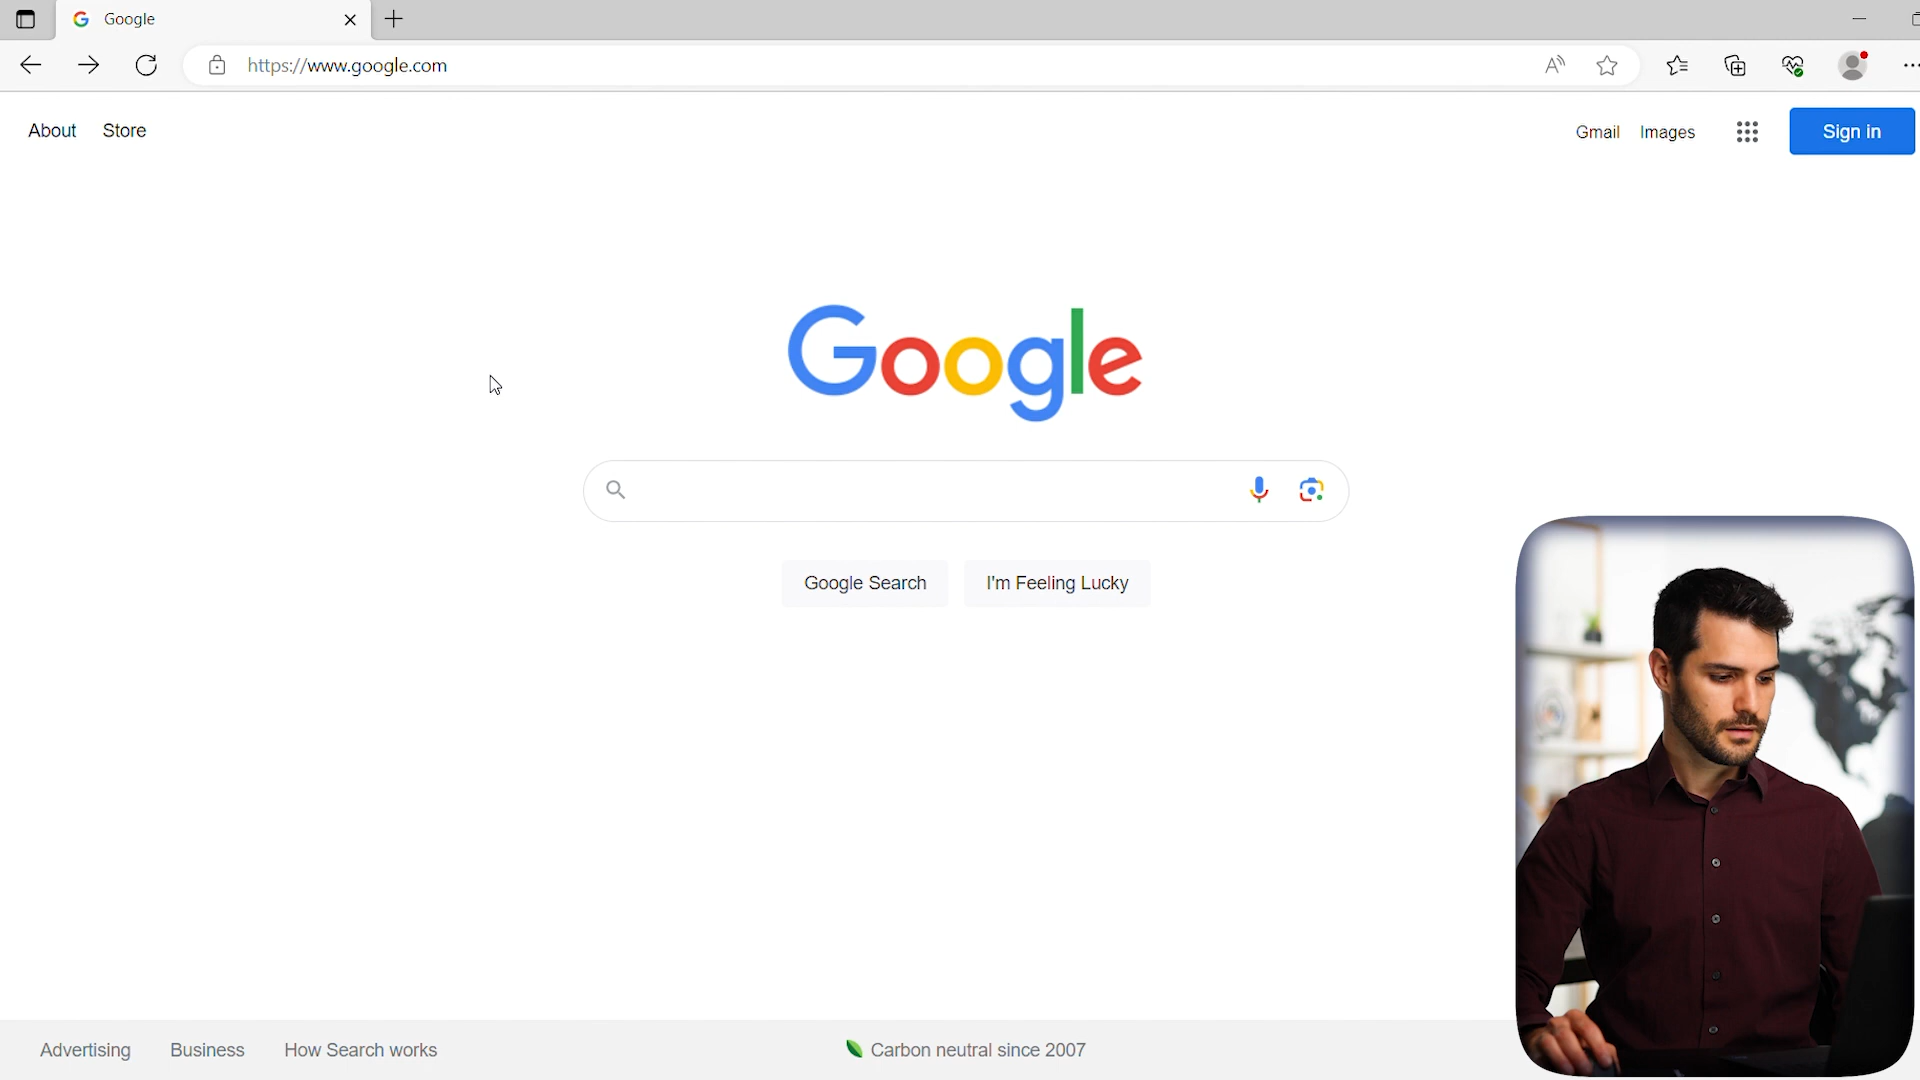 Google
https://www.google.com
About Store
Gmail Images Sign in
Google
Google Search I'm Feeling Lucky
Advertising Business How Search works
Carbon neutral since 2007